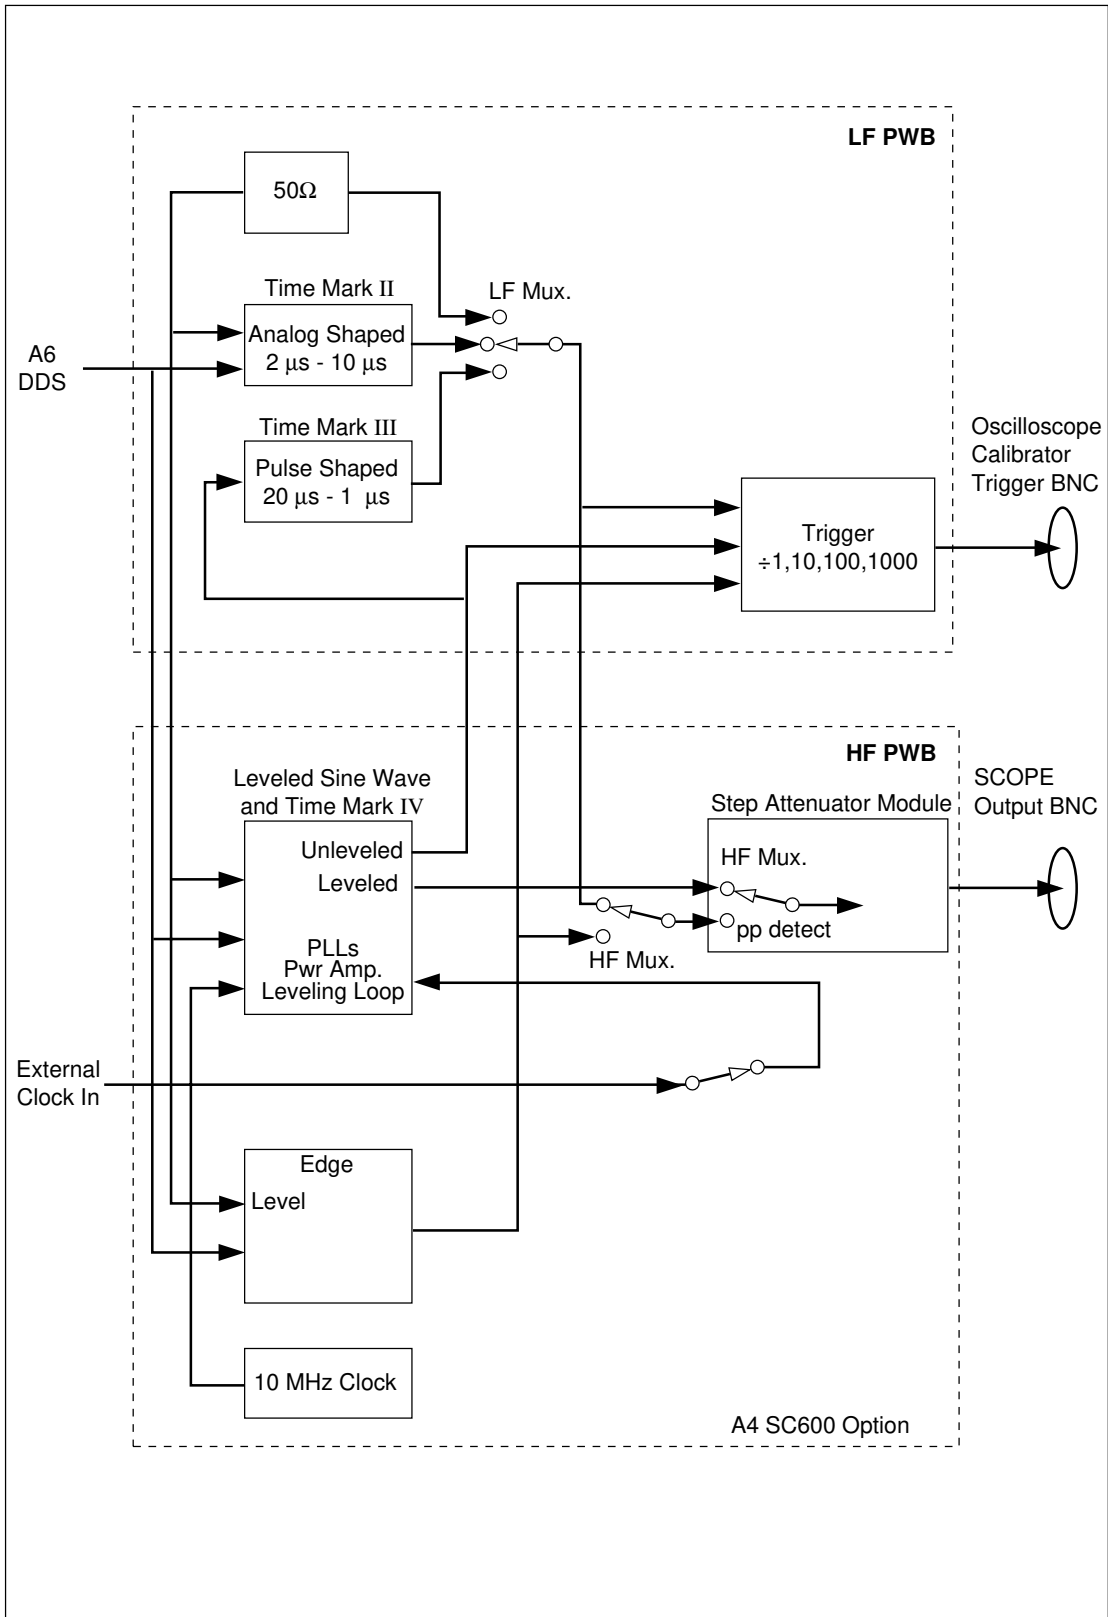 LF PWB
50Ω
Time Mark II
LF Mux.
Analog Shaped
2 µs - 10 µs
A6
DDS
Time Mark III
Pulse Shaped
20 µs - 1  µs
Oscilloscope
Calibrator
Trigger BNC
Trigger
÷1,10,100,1000
HF PWB
Leveled Sine Wave
and Time Mark IV
SCOPE
Output BNC
Step Attenuator Module
Unleveled
Leveled
HF Mux.
pp detect
HF Mux.
PLLs
Pwr Amp.
Leveling Loop
External
Clock In
Edge
Level
10 MHz Clock
A4 SC600 Option